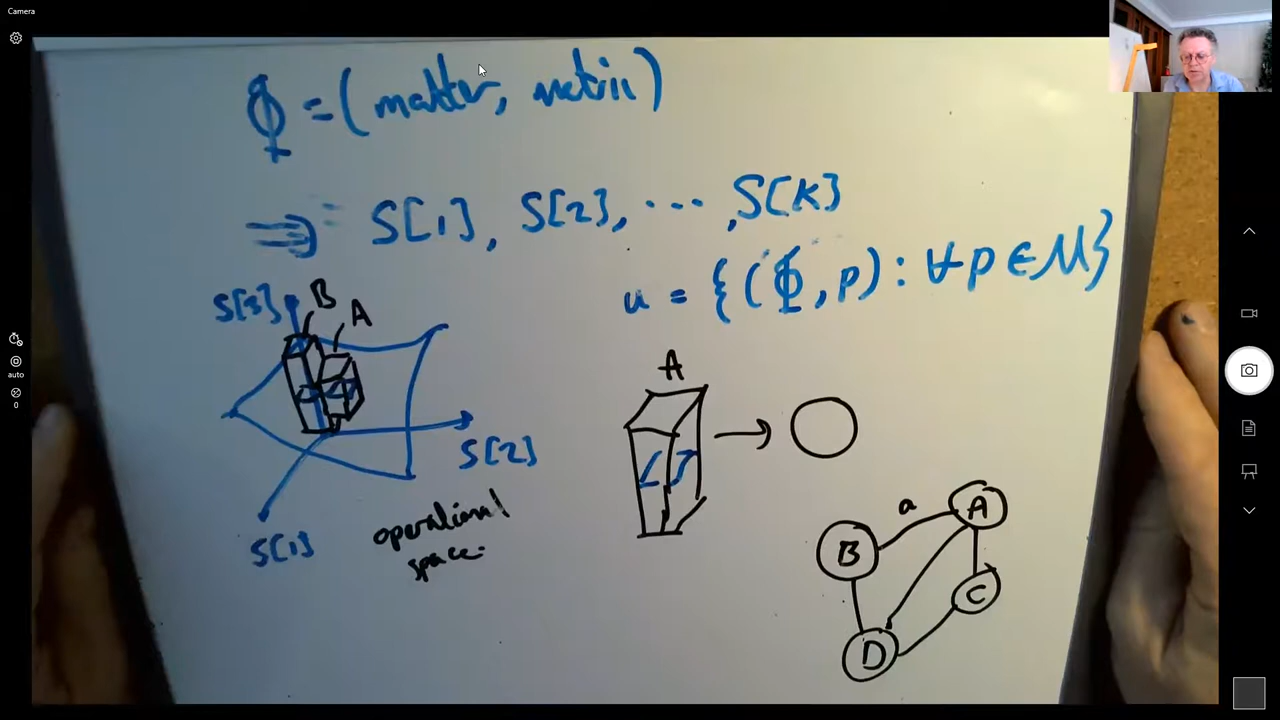 Camera
Φ = (matter, metric)
⇒ S[1], S[2], ··· , S[K]
u = {(Φ, p) : ∀ p ∈ M}
S[3] B A
S[2]
S[1]
operational
space.
A
a
A
B
C
D
auto
0